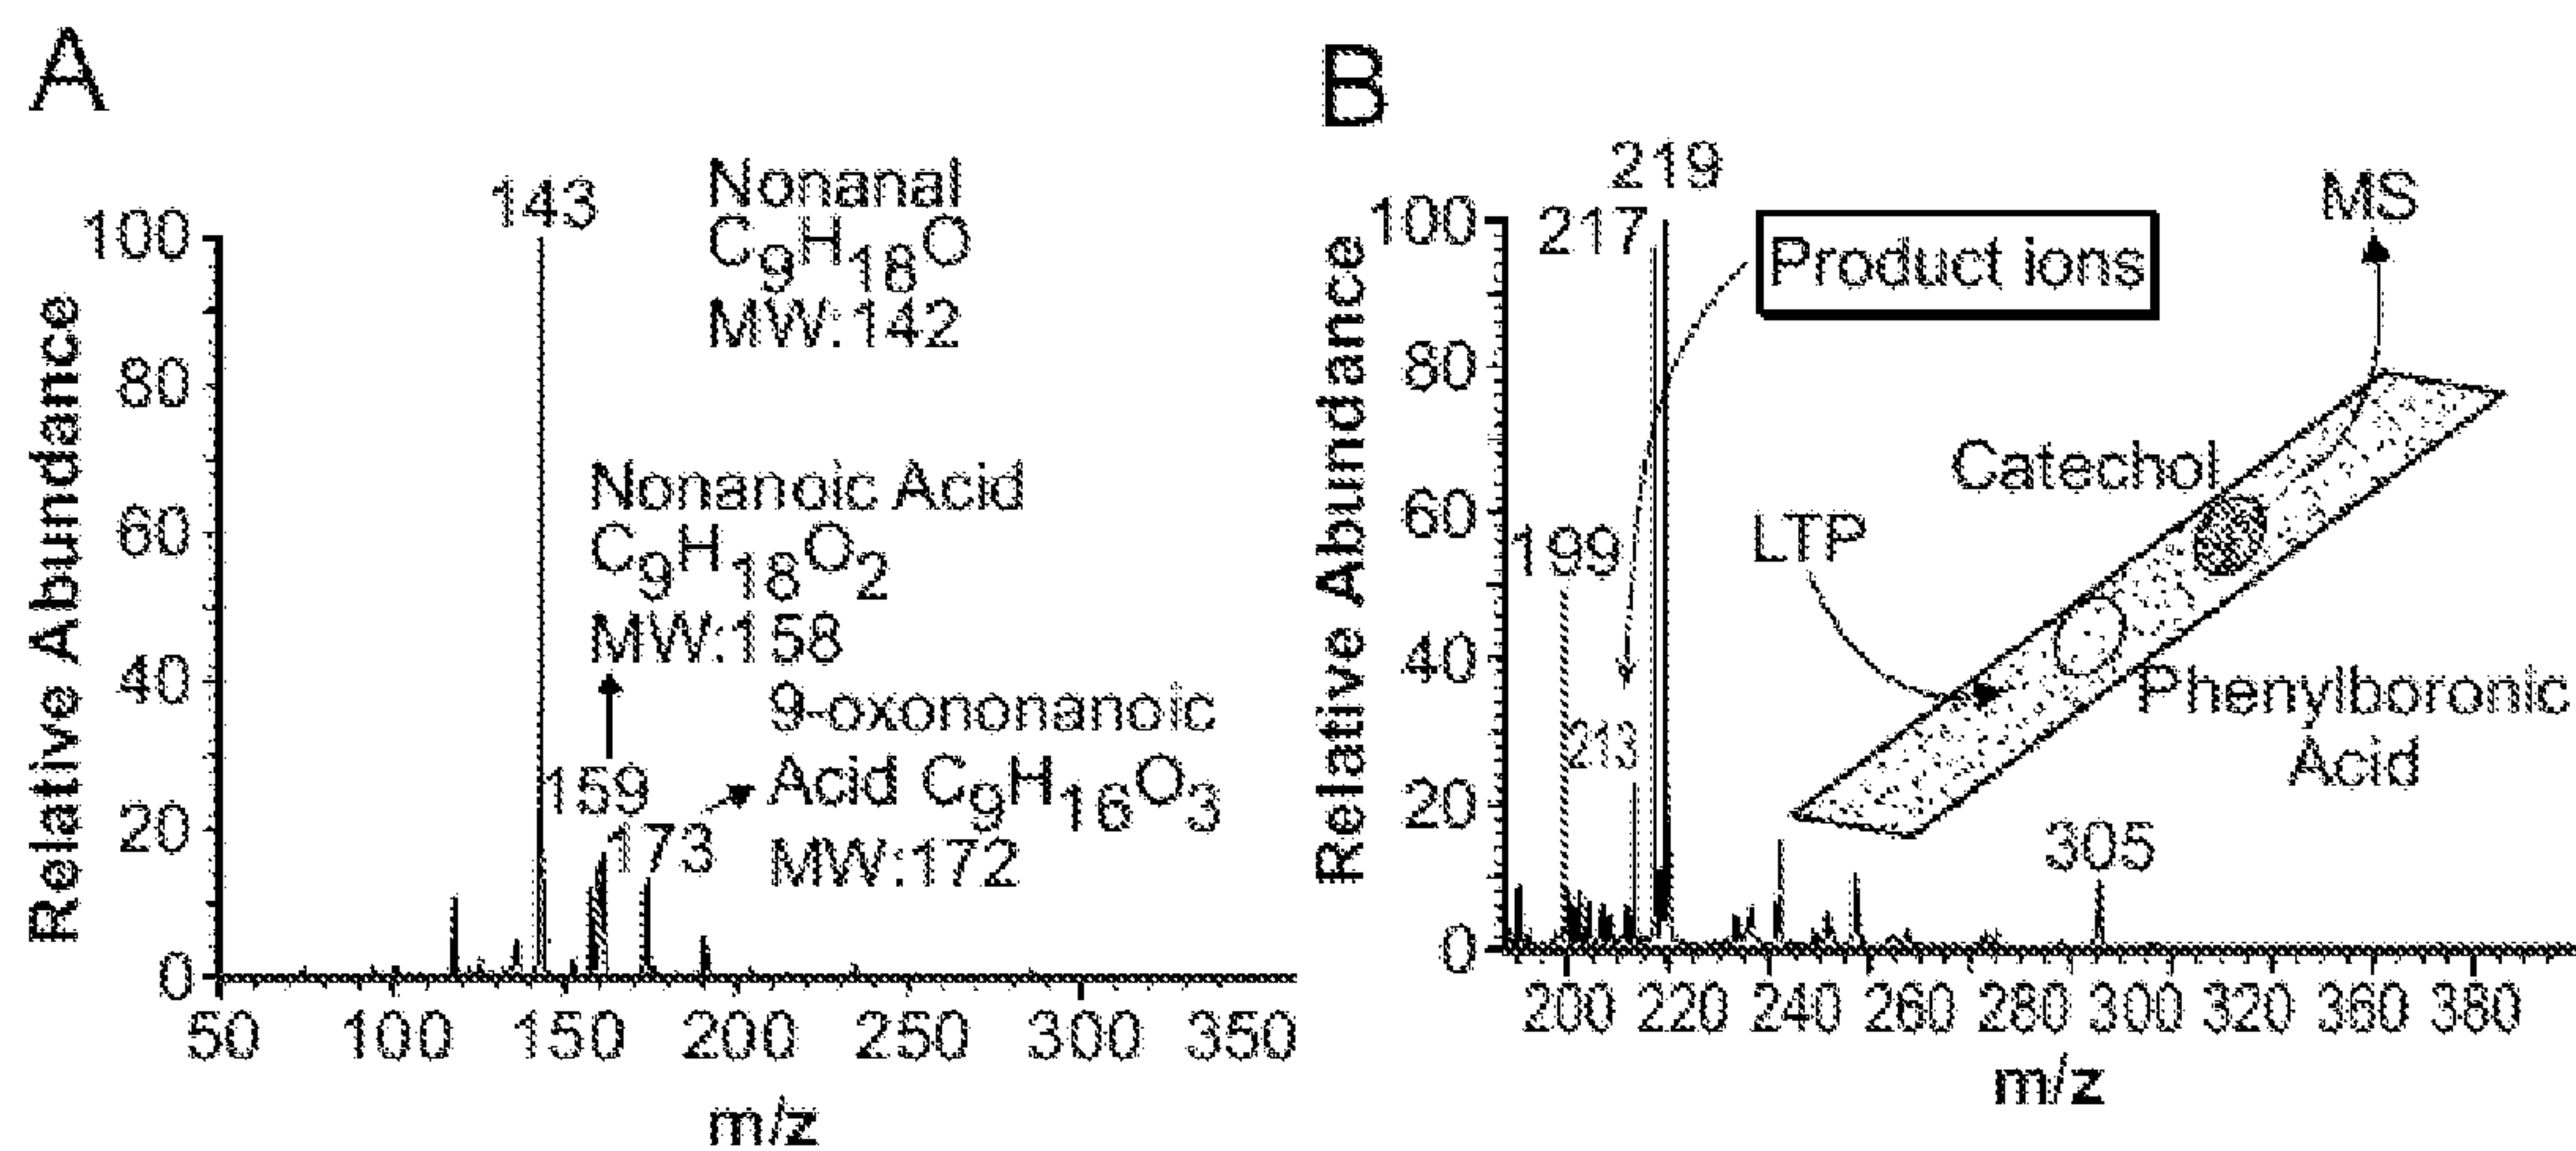 A
143
Nonanal
C9H18O
MW:142
Nonanoic Acid
C9H18O2
MW:158
159
173
9-oxononanoic
Acid C9H16O3
MW:172
Relative Abundance
100
80
60
40
20
0
50 100 150 200 250 300 350
m/z
B
219
217
Product ions
MS
199
213
305
Catechol
LTP
Phenylboronic
Acid
Relative Abundance
100
80
60
40
20
0
200 220 240 260 280 300 320 360 380
m/z